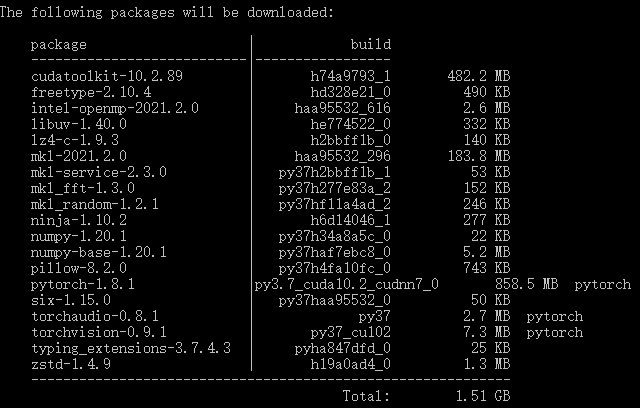 The following packages will be downloaded:
package | build
---------------------------|-----------------
cudatoolkit-10.2.89 | h74a9793_1 482.2 MB
freetype-2.10.4 | hd328e21_0 490 KB
intel-openmp-2021.2.0 | haa95532_616 2.6 MB
libuv-1.40.0 | he774522_0 332 KB
lz4-c-1.9.3 | h2bbff1b_0 140 KB
mkl-2021.2.0 | haa95532_296 183.8 MB
mkl-service-2.3.0 | py37h2bbff1b_1 53 KB
mkl_fft-1.3.0 | py37h277e83a_2 152 KB
mkl_random-1.2.1 | py37hf11a4ad_2 246 KB
ninja-1.10.2 | h6d14046_1 277 KB
numpy-1.20.1 | py37h34a8a5c_0 22 KB
numpy-base-1.20.1 | py37haf7ebc8_0 5.2 MB
pillow-8.2.0 | py37h4fa10fc_0 743 KB
pytorch-1.8.1 |py3.7_cuda10.2_cudnn7_0 858.5 MB pytorch
six-1.15.0 | py37haa95532_0 50 KB
torchaudio-0.8.1 | py37 2.7 MB pytorch
torchvision-0.9.1 | py37_cu102 7.3 MB pytorch
typing_extensions-3.7.4.3 | pyha847dfd_0 25 KB
zstd-1.4.9 | h19a0ad4_0 1.3 MB
------------------------------------------------------------
Total: 1.51 GB